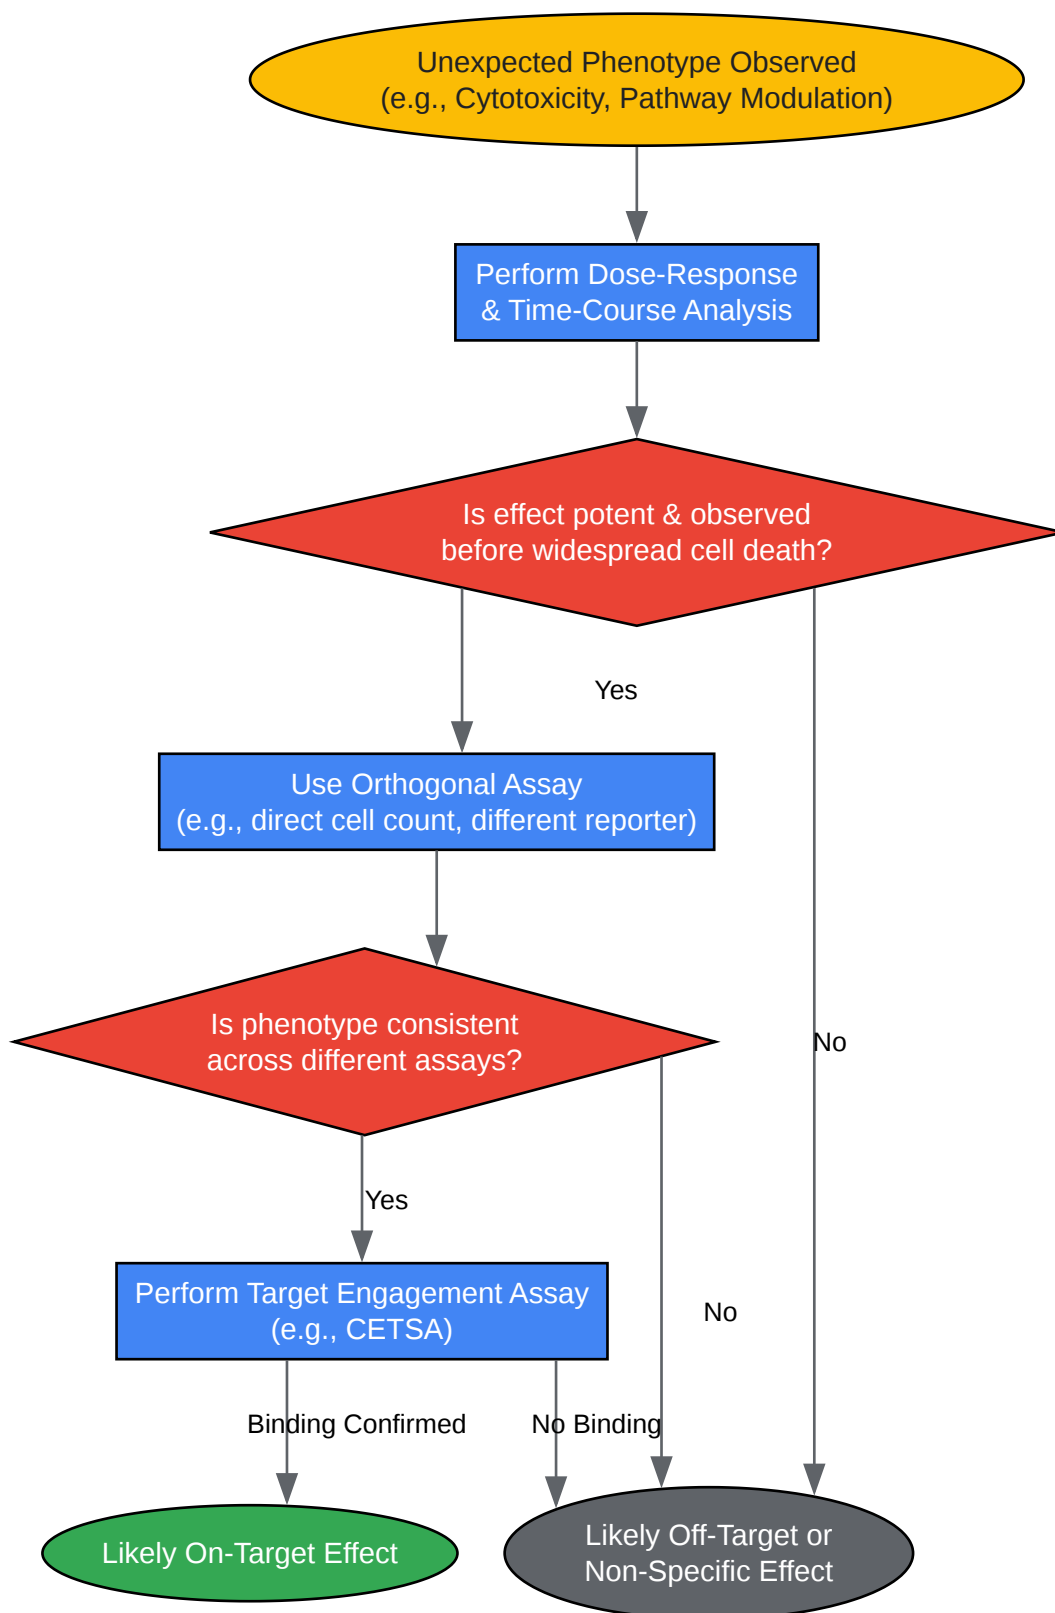 Unexpected Phenotype Observed
(e.g., Cytotoxicity, Pathway Modulation)
Perform Dose-Response
& Time-Course Analysis
Is effect potent & observed
before widespread cell death?
Yes
Use Orthogonal Assay
(e.g., direct cell count, different reporter)
Is phenotype consistent
across different assays?
No
Yes
Perform Target Engagement Assay
(e.g., CETSA)
No
Binding Confirmed
No Binding
Likely On-Target Effect
Likely Off-Target or
Non-Specific Effect